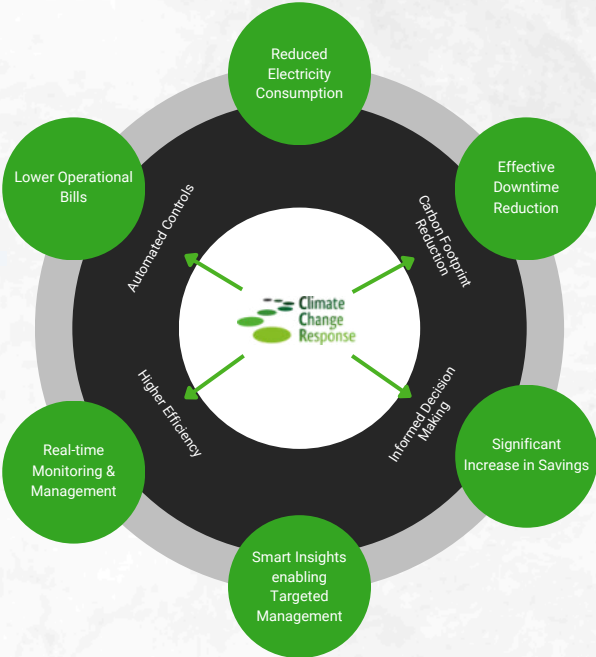 Reduced
Electricity
Consumption
Lower Operational
Bills
Effective
Downtime
Reduction
Automated Controls
Carbon Footprint
Reduction
Climate
Change
Response
Higher Efficiency
Informed Decision
Making
Real-time
Monitoring &
Management
Significant
Increase in Savings
Smart Insights
enabling
Targeted
Management